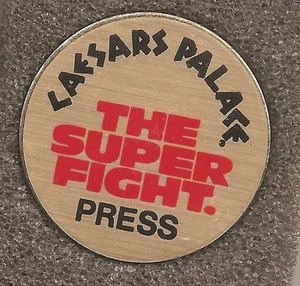 CAESARS PALACE.
THE
SUPER
FIGHT.
PRESS